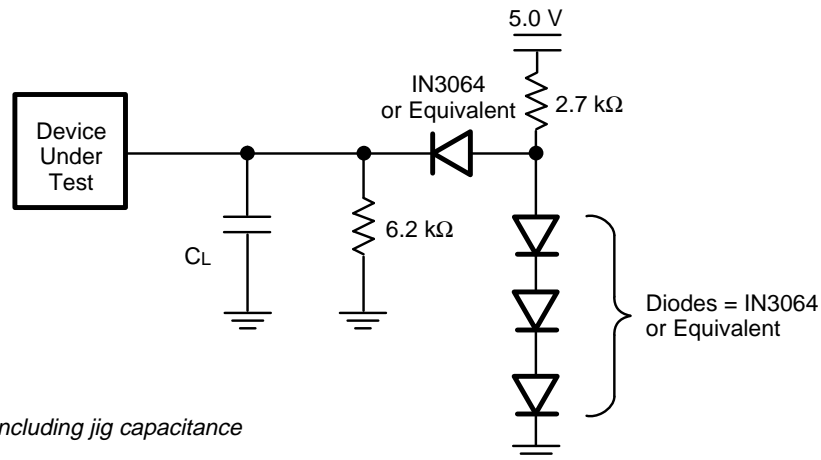 5.0 V
IN3064
or Equivalent
2.7 kΩ
Device
Under
Test
6.2 kΩ
CL
Diodes = IN3064
or Equivalent
ncluding jig capacitance